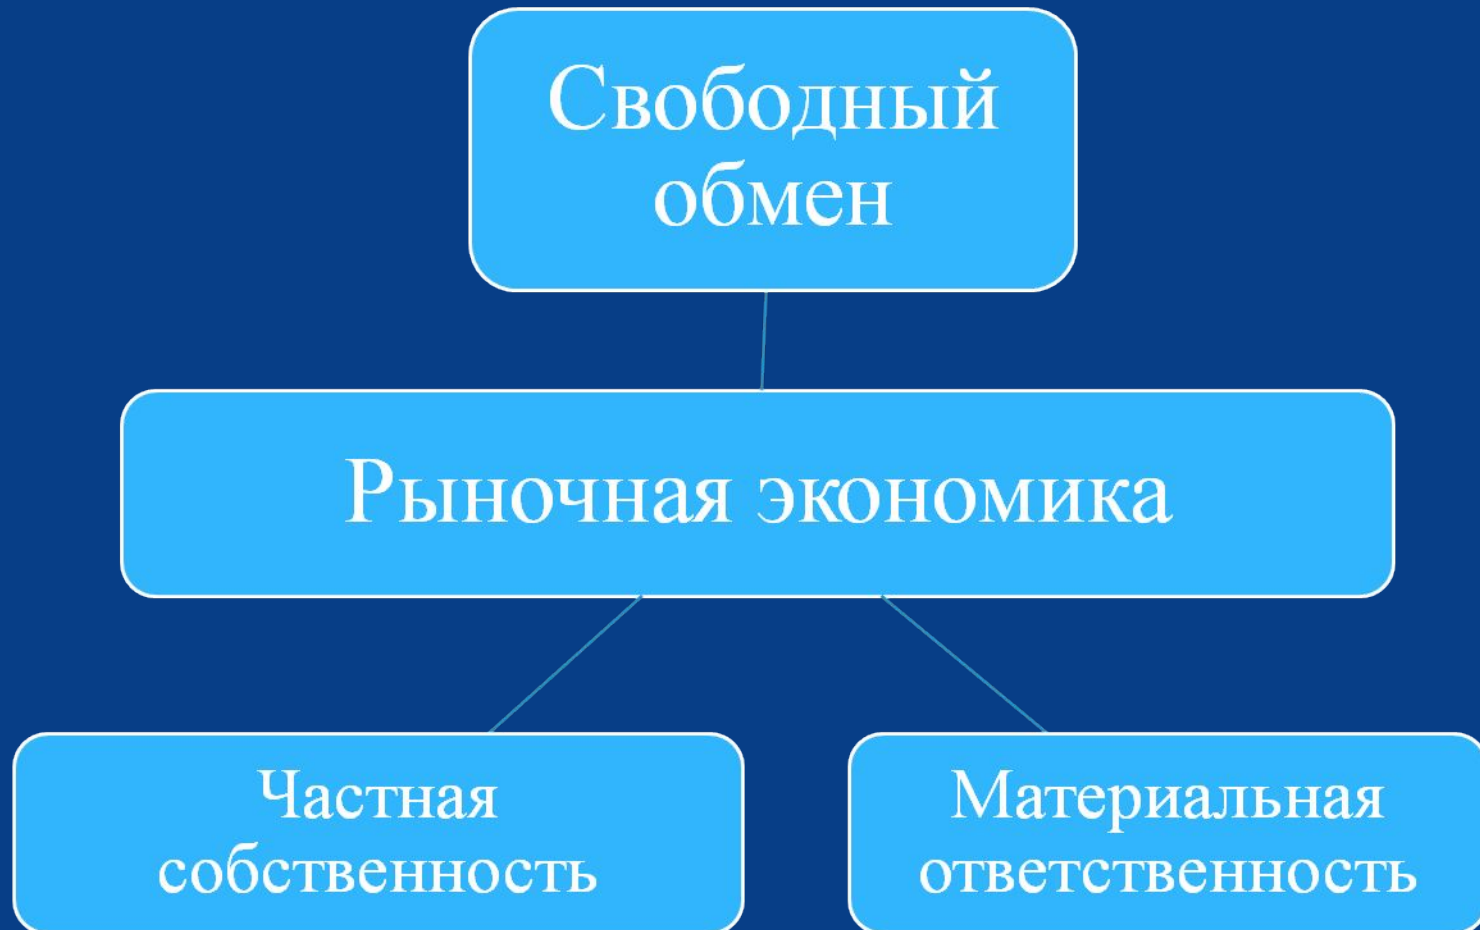 Свободный
обмен
Рыночная экономика
Частная
собственность
Материальная
ответственность